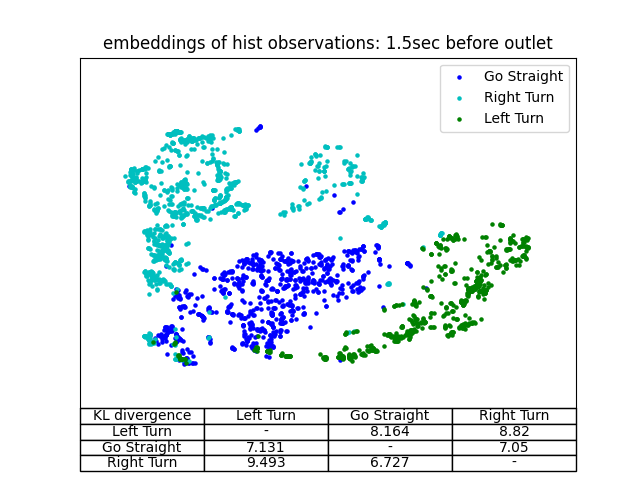 embeddings of hist observations: 1.5sec before outlet
Go Straight
Right Turn
Left Turn
KL divergence Left Turn Go Straight Right Turn
Left Turn - 8.164 8.82
Go Straight 7.131 - 7.05
Right Turn 9.493 6.727 -